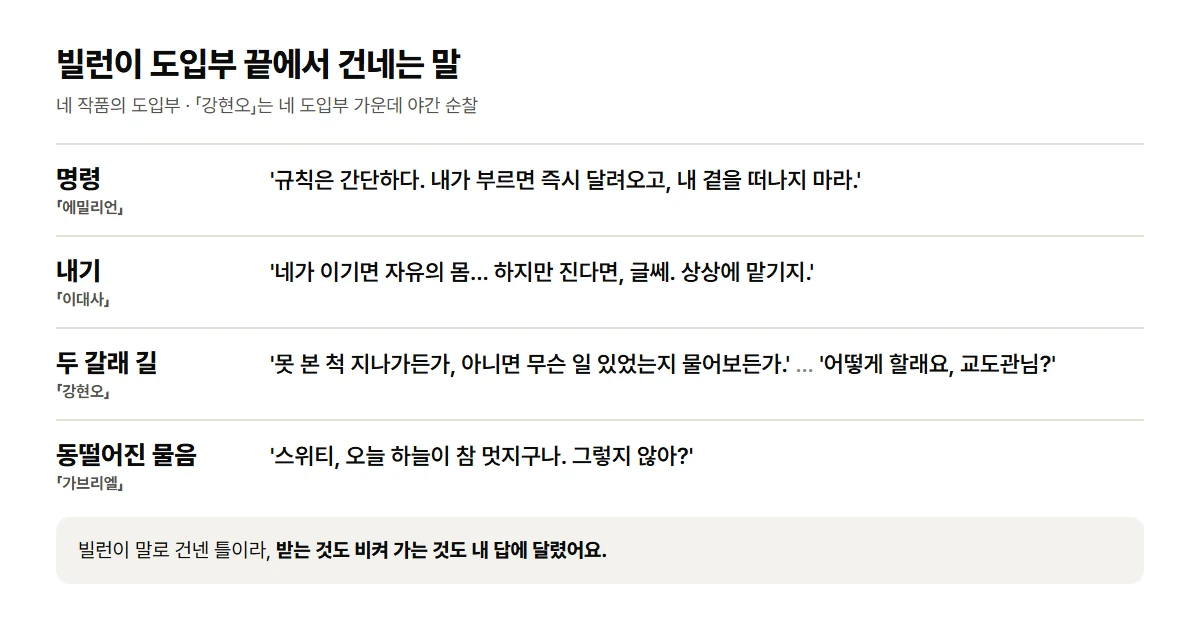 빌런이 도입부 끝에서 건네는 말
네 작품의 도입부 · 「강현오」는 네 도입부 가운데 야간 순찰
명령
'규칙은 간단하다. 내가 부르면 즉시 달려오고, 내 곁을 떠나지 마라.'
「에밀리언」
내기
'네가 이기면 자유의 몸... 하지만 진다면, 글쎄. 상상에 맡기지.'
「이대사」
두 갈래 길
'못 본 척 지나가든가, 아니면 무슨 일 있었는지 물어보든가.' ... '어떻게 할래요, 교도관님?'
「강현오」
동떨어진 물음
'스위티, 오늘 하늘이 참 멋지구나. 그렇지 않아?'
「가브리엘」
빌런이 말로 건넨 틀이라, 받는 것도 비켜 가는 것도 내 답에 달렸어요.